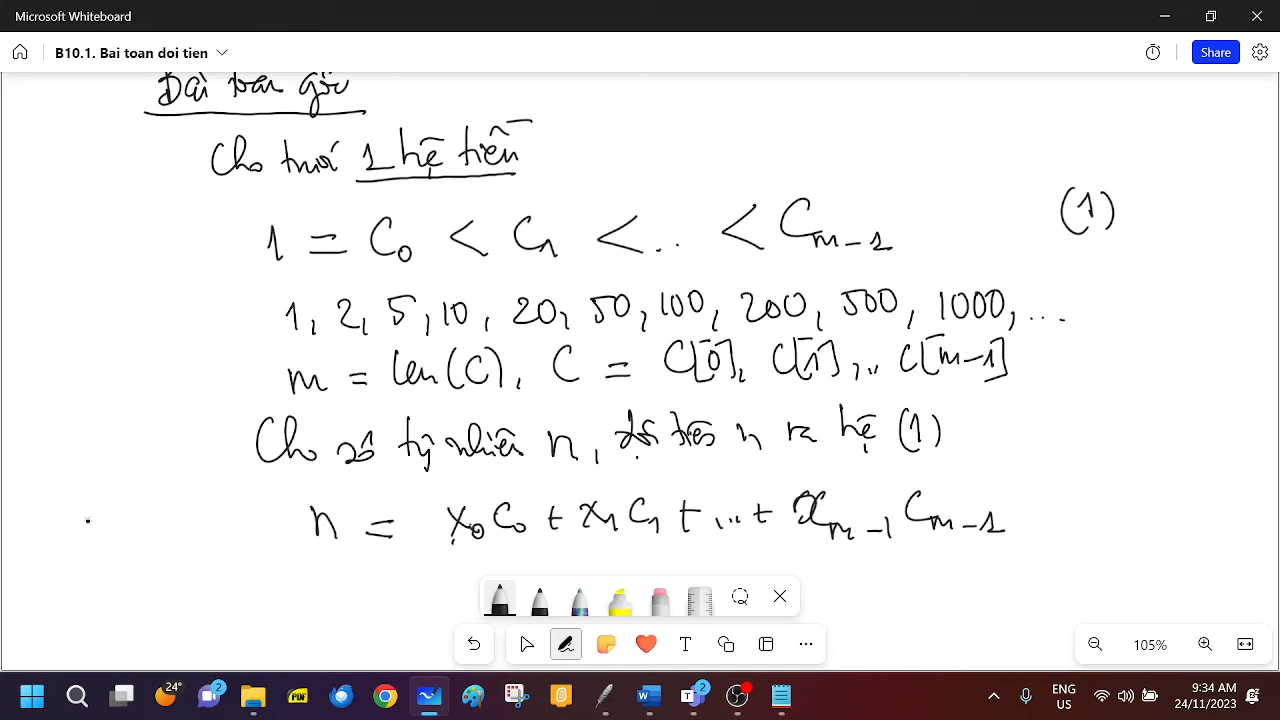 Microsoft Whiteboard
B10.1. Bai toan doi tien
Share
Bài toán gốc
Cho trước 1 hệ tiền
1 = C₀ < C₁ < .. < Cₘ₋₁ (1)
1, 2, 5, 10, 20, 50, 100, 200, 500, 1000, ...
m = len(C), C = C[0], C[1], .. C[m-1]
Cho số tự nhiên n, đổi tiền n ra hệ (1)
n = x₀C₀ + x₁C₁ + ... + xₘ₋₁Cₘ₋₁
105%
24°
2
PDF
2
ENG
US
9:34 AM
24/11/2023